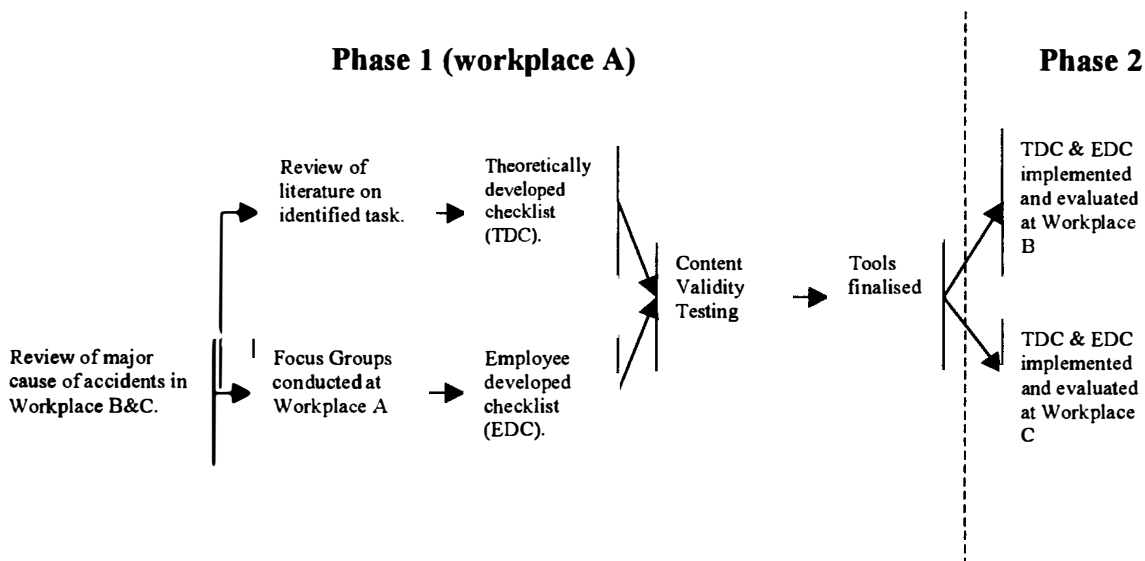 Phase 1 (workplace A)
Phase 2
Review of major
cause of accidents in
Workplace B&C.
Review of
literature on
identified task.
Theoretically
developed
checklist
(TDC).
Focus Groups
conducted at
Workplace A
Employee
developed
checklist
(EDC).
Content
Validity
Testing
Tools
finalised
TDC & EDC
implemented
and evaluated
at Workplace
B
TDC & EDC
implemented
and evaluated
at Workplace
C